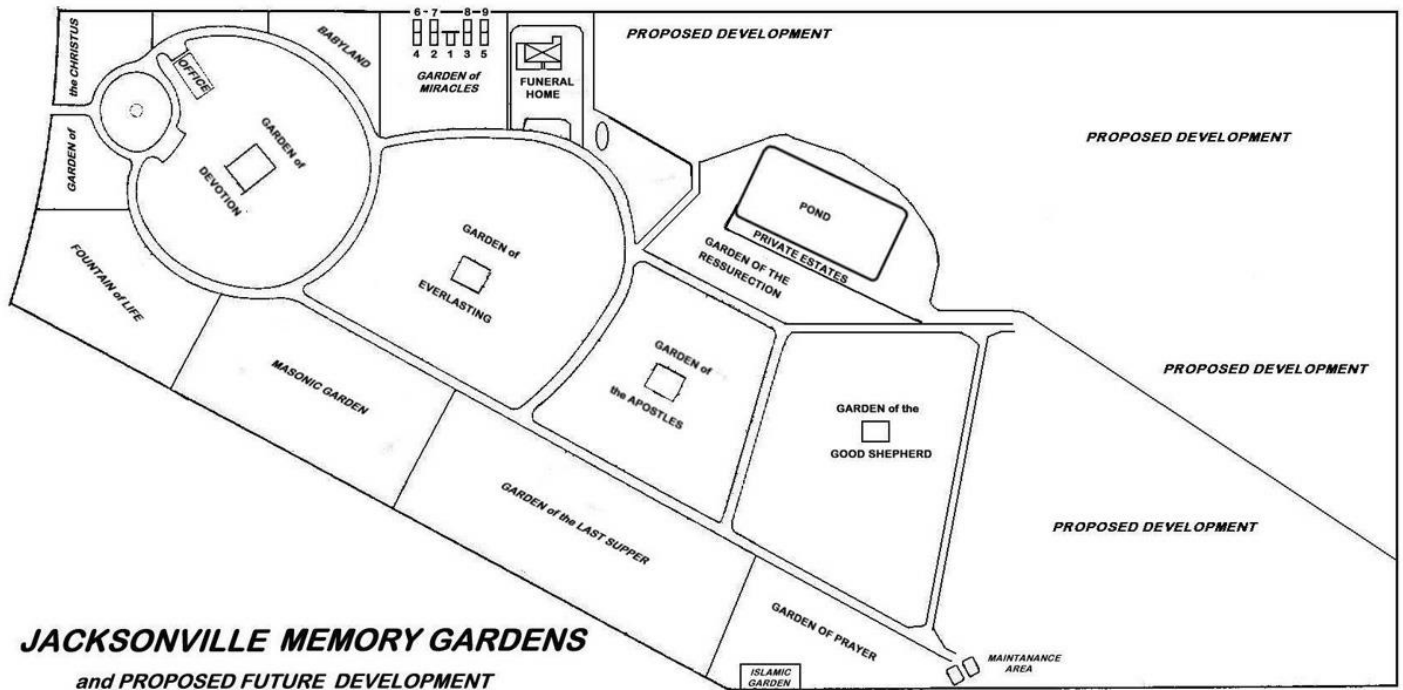 6 - 7 8 - 9
4 2 1 3 5
the CHRISTUS
GARDEN of
OFFICE
BABYLAND
GARDEN of
MIRACLES
FUNERAL
HOME
PROPOSED DEVELOPMENT
PROPOSED DEVELOPMENT
GARDEN of
DEVOTION
POND
PRIVATE ESTATES
GARDEN OF THE
RESSURECTION
GARDEN of
EVERLASTING
FOUNTAIN of LIFE
MASONIC GARDEN
GARDEN of
the APOSTLES
PROPOSED DEVELOPMENT
GARDEN of the
GOOD SHEPHERD
GARDEN of the LAST SUPPER
PROPOSED DEVELOPMENT
GARDEN OF PRAYER
ISLAMIC
GARDEN
MAINTANANCE
AREA
JACKSONVILLE MEMORY GARDENS
and PROPOSED FUTURE DEVELOPMENT